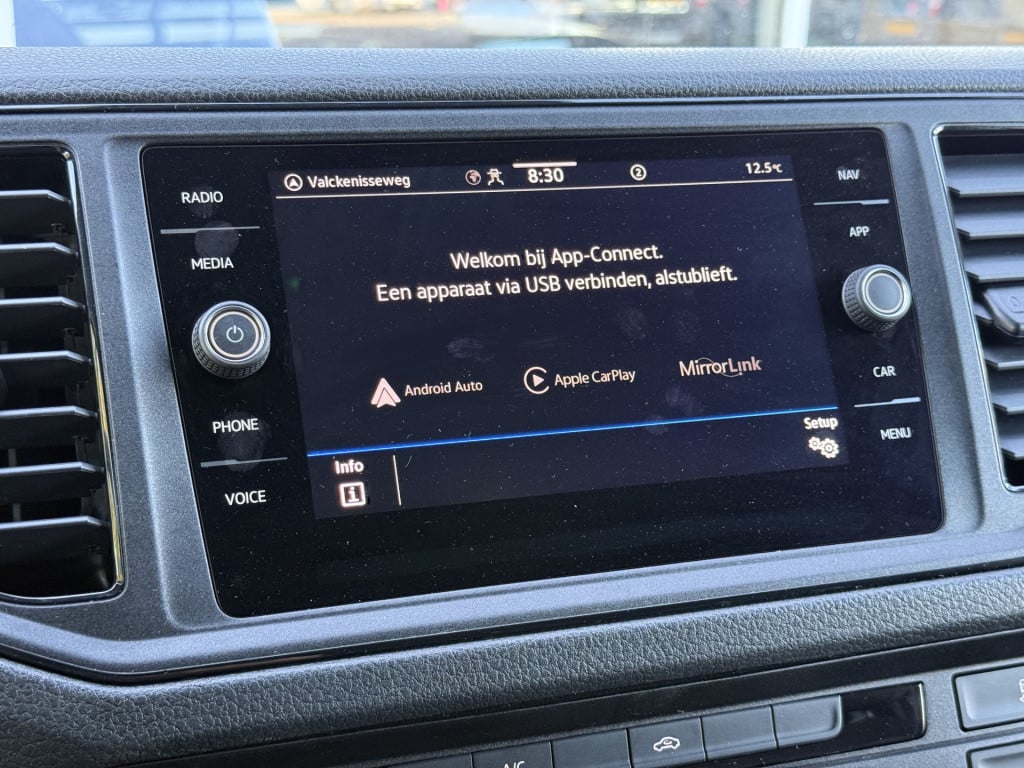 RADIO
MEDIA
PHONE
VOICE
Valckenisseweg
8:30
2
12.5°C
Welkom bij App-Connect.
Een apparaat via USB verbinden, alstublieft.
Android Auto
Apple CarPlay
MirrorLink
Info
i
Setup
NAV
APP
CAR
MENU
A/C